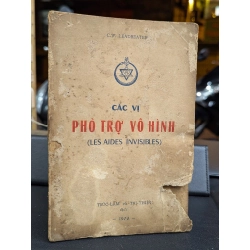 C.W. LEADBEATER
CÁC VỊ
PHÒ TRỢ VÔ HÌNH
(LES AIDES INVISIBLES)